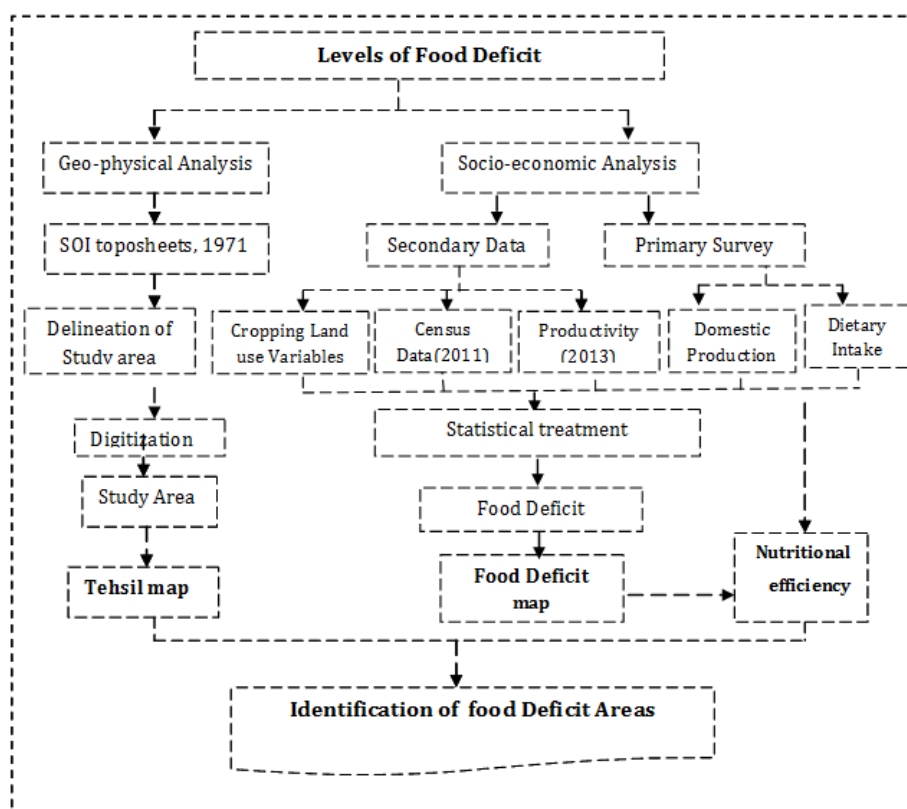 Levels of Food Deficit
Geo-physical Analysis
Socio-economic Analysis
SOI toposheets, 1971
Secondary Data
Primary Survey
Delineation of
Study area
Cropping Land
use Variables
Census
Data(2011)
Productivity
(2013)
Domestic
Production
Dietary
Intake
Digitization
Statistical treatment
Study Area
Food Deficit
Tehsil map
Food Deficit
map
Nutritional
efficiency
Identification of food Deficit Areas